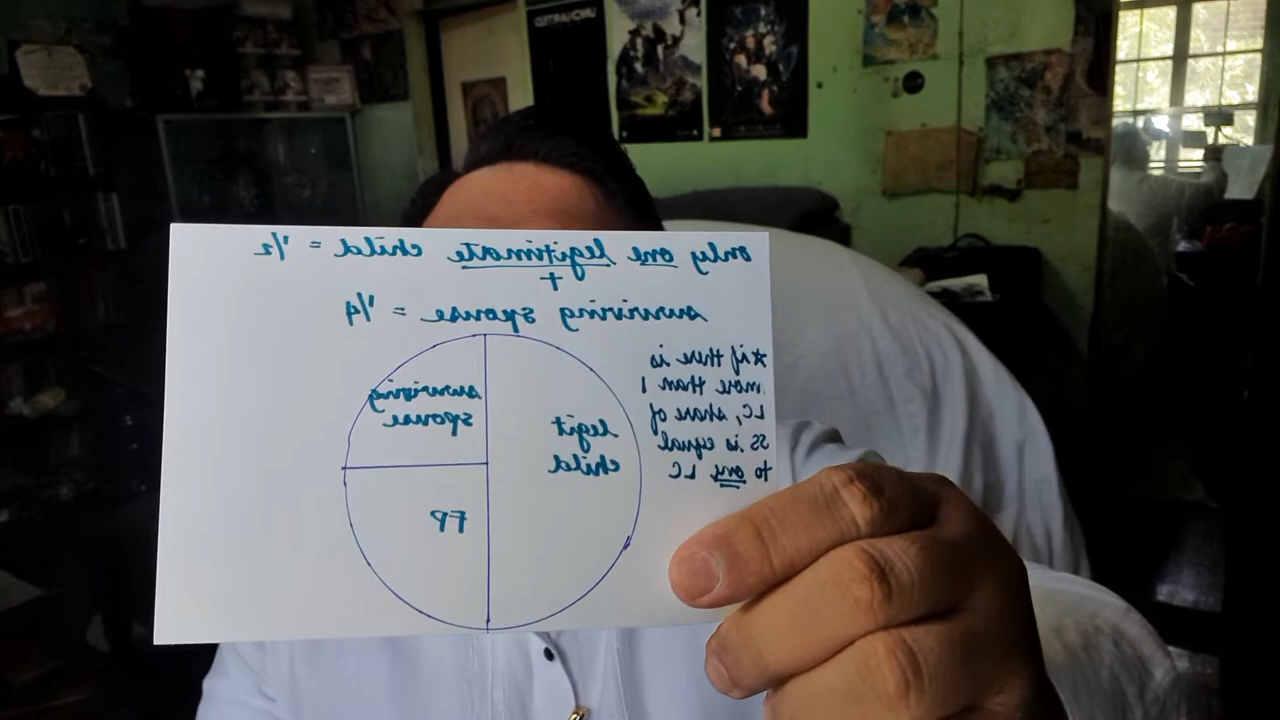 only one legitimate child = 1/2
+
surviving spouse = 1/4
*if there is
more than 1
LC, share of
SS is equal
to one LC
surviving
spouse
legit
child
FP
UNCHARTED